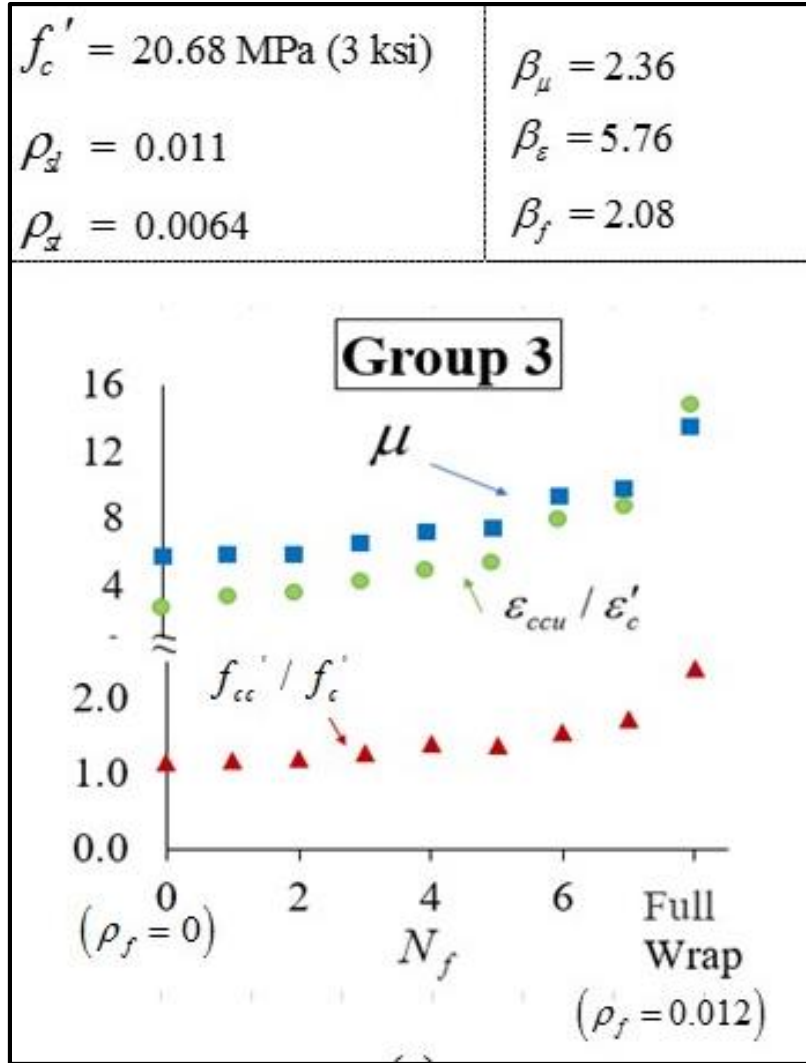 f_c' = 20.68 MPa (3 ksi)
ρ_sl = 0.011
ρ_st = 0.0064
β_μ = 2.36
β_ε = 5.76
β_f = 2.08
Group 3
16
12
8
4
-
μ
ε_ccu / ε'_c
f_cc' / f_c'
2.0
1.0
0.0
0 2 4 6 Full
Wrap
(ρ_f = 0)
N_f
(ρ_f = 0.012)